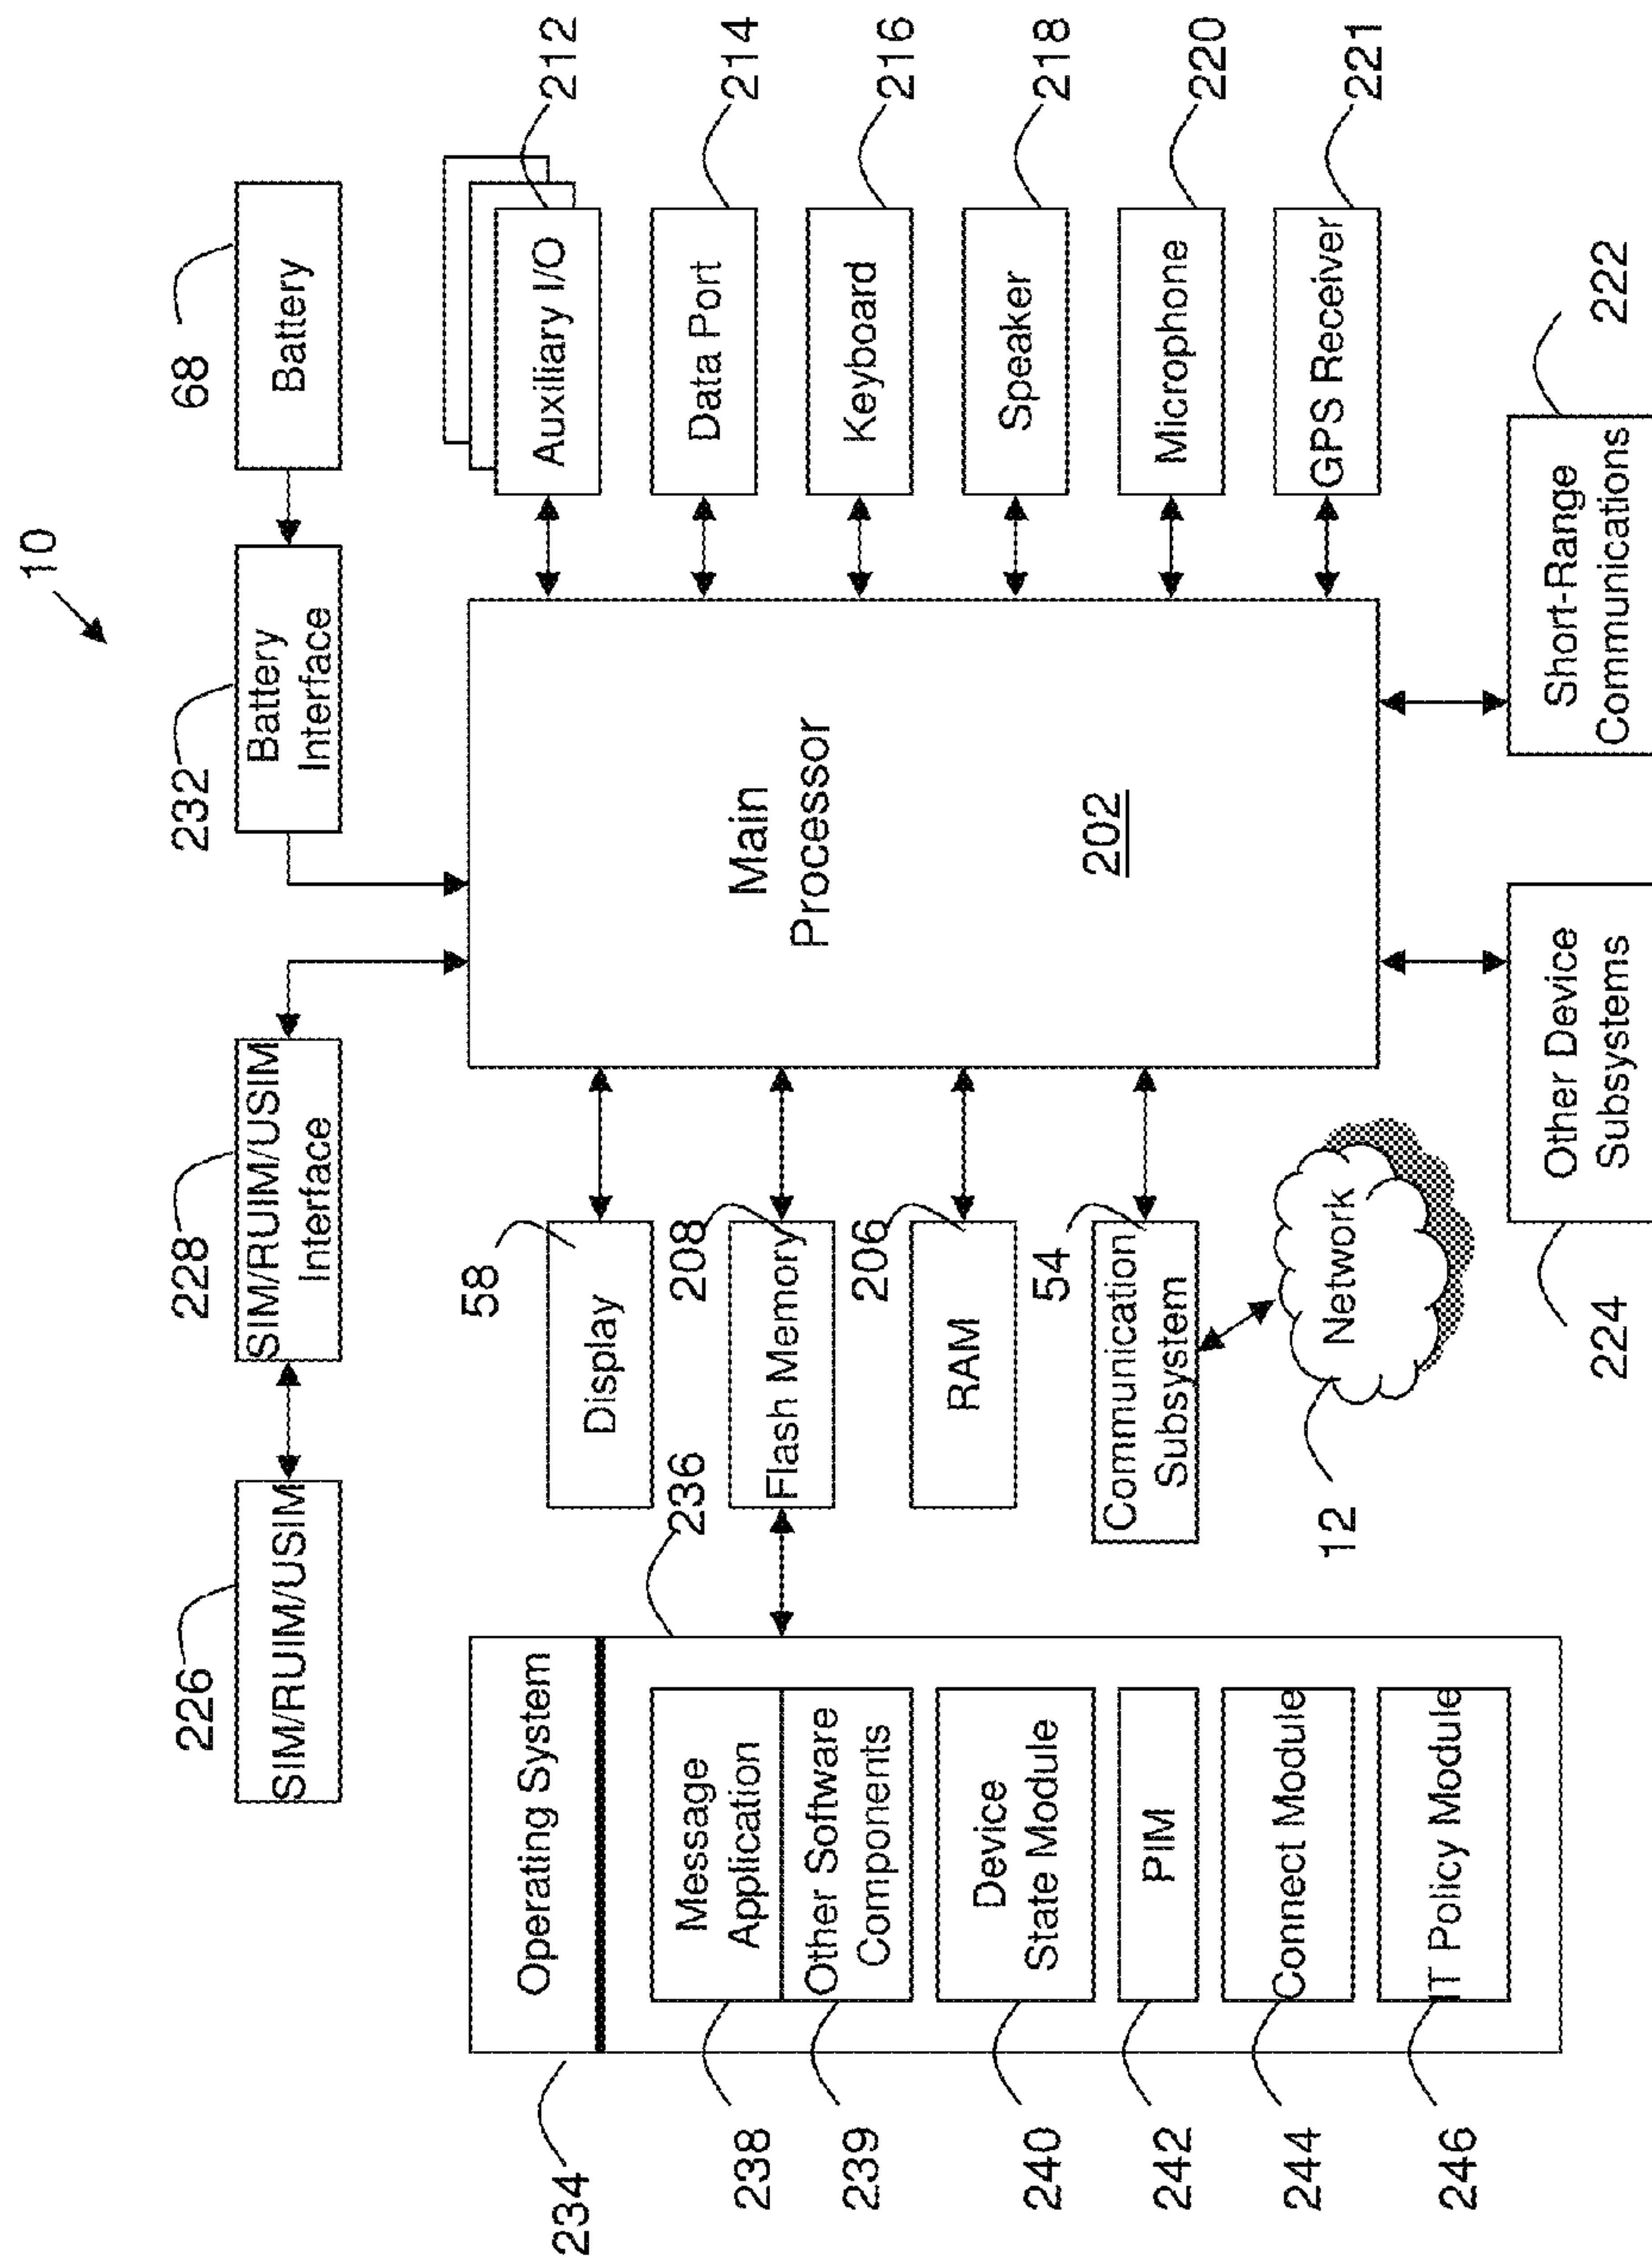 10
226
228
232
68
SIM/RUIM/USIM
SIM/RUIM/USIM
Interface
Battery
Interface
Battery
234
Operating System
236
238
Message
Application
239
Other Software
Components
240
Device
State Module
242
PIM
244
Connect Module
246
IT Policy Module
58
Display
208
Flash Memory
206
RAM
54
Communication
Subsystem
12
Network
Main
Processor
202
Auxiliary I/O
212
Data Port
214
Keyboard
216
Speaker
218
Microphone
220
GPS Receiver
221
224
Other Device
Subsystems
Short-Range
Communications
222